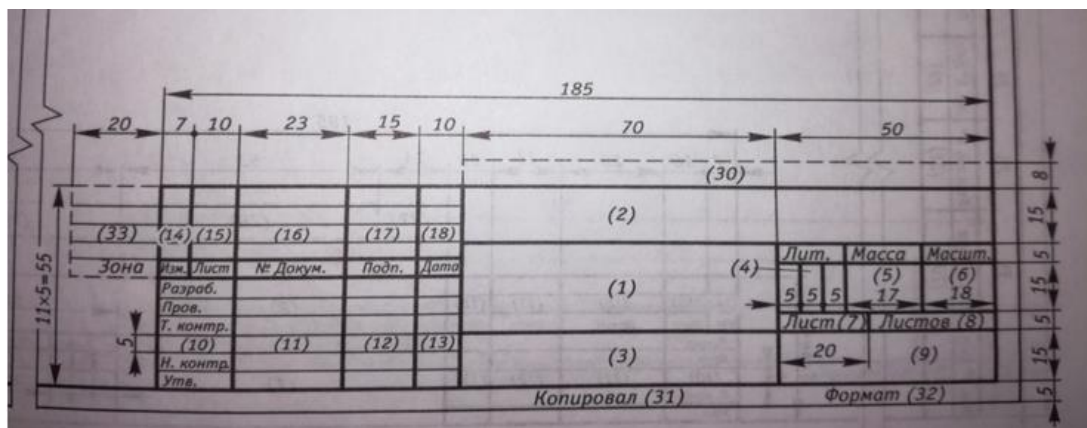 185
20 7 10 23 15 10 70 50
(30) 8
(2) 15
(33) (14) (15) (16) (17) (18)
Лит. Масса Масшт. 5
Зона Изм. Лист № Докум. Подп. Дата
(4) (5) (6) 15
Разраб.
(1)
5 5 5 17 18
Пров.
Т. контр.
Лист (7) Листов (8) 5
11x5=55
5 (10) (11) (12) (13)
(3) 20 (9) 15
Н. контр.
Утв.
Копировал (31) Формат (32) 5